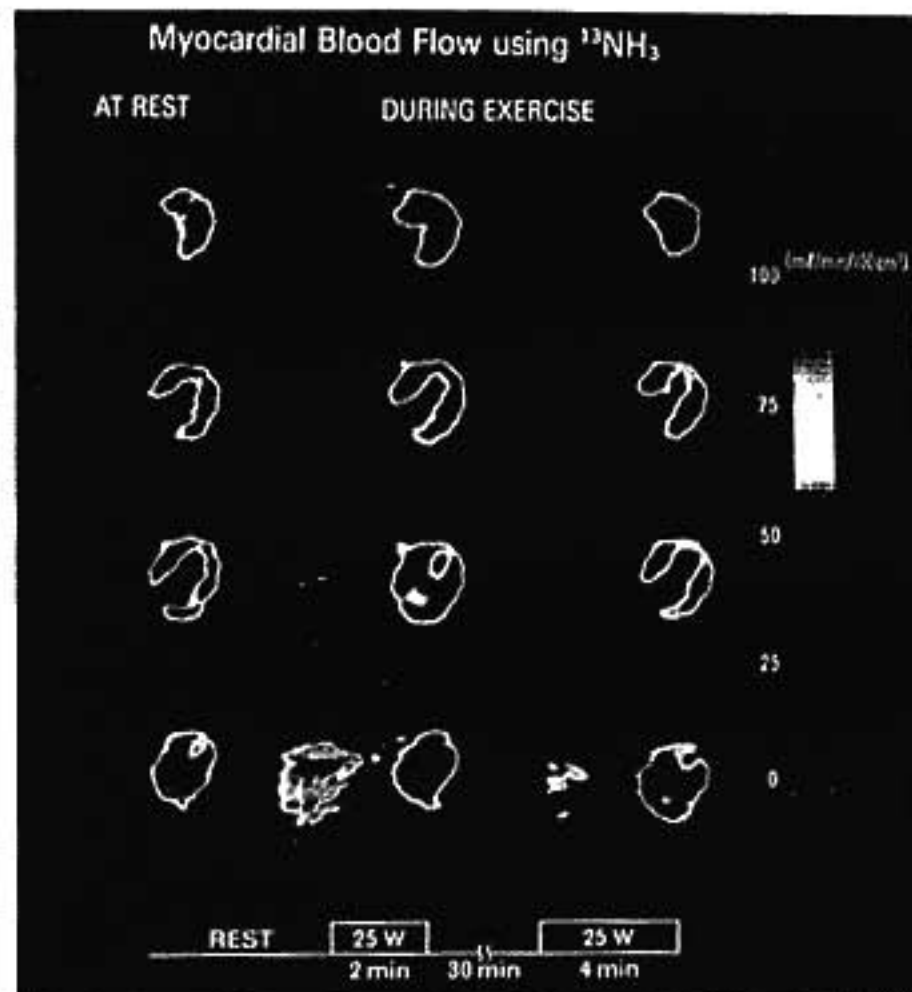 Myocardial Blood Flow using ¹³NH₃
AT REST DURING EXERCISE
100
75
50
25
0
REST 25 W 25 W
2 min 30 min 4 min